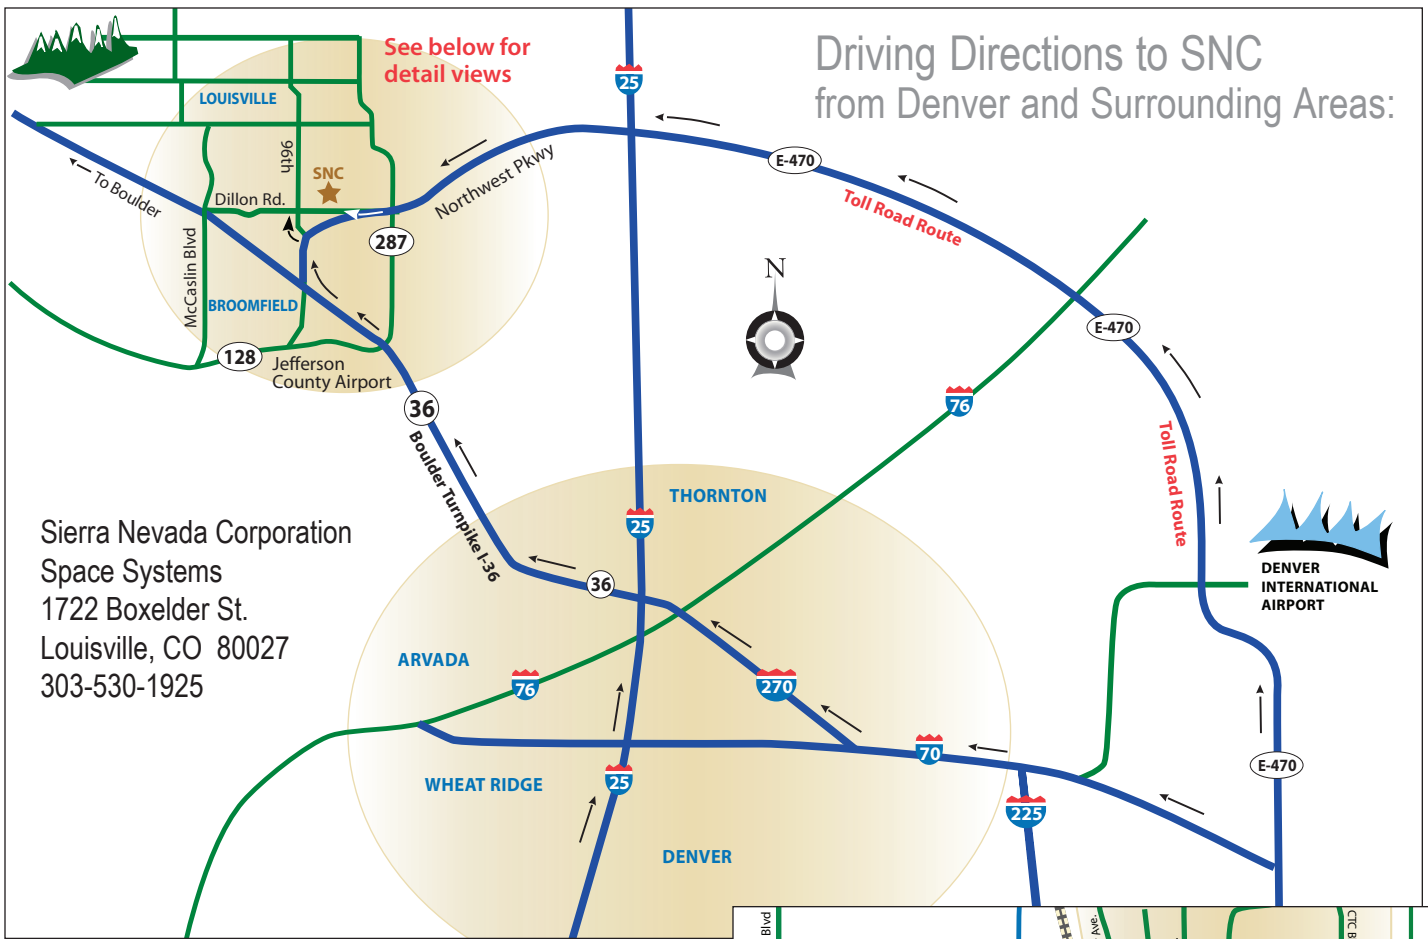 Driving Directions to SNC
from Denver and Surrounding Areas:
See below for
detail views
25
LOUISVILLE
96th
SNC
Northwest Pkwy
E-470
Toll Road Route
To Boulder
Dillon Rd.
287
McCaslin Blvd
BROOMFIELD
N
E-470
128
Jefferson
County Airport
36
76
Boulder Turnpike I-36
Toll Road Route
THORNTON
25
Sierra Nevada Corporation
Space Systems
1722 Boxelder St.
Louisville, CO 80027
303-530-1925
36
DENVER
INTERNATIONAL
AIRPORT
ARVADA
76
270
70
E-470
WHEAT RIDGE
25
225
DENVER
Blvd
Ave.
CTC B